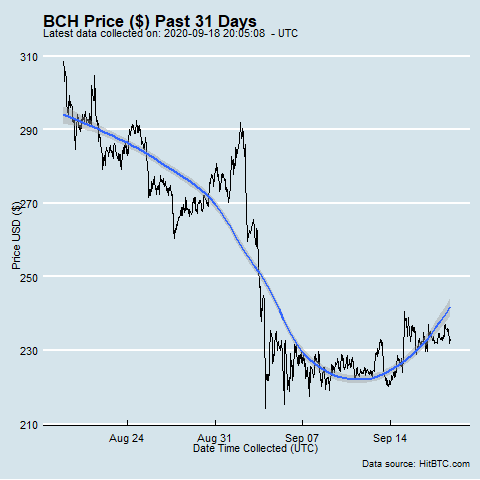 BCH Price ($) Past 31 Days
Latest data collected on: 2020-09-18 20:05:08 - UTC
310
290
270
250
230
210
Price USD ($)
Aug 24 Aug 31 Sep 07 Sep 14
Date Time Collected (UTC)
Data source: HitBTC.com